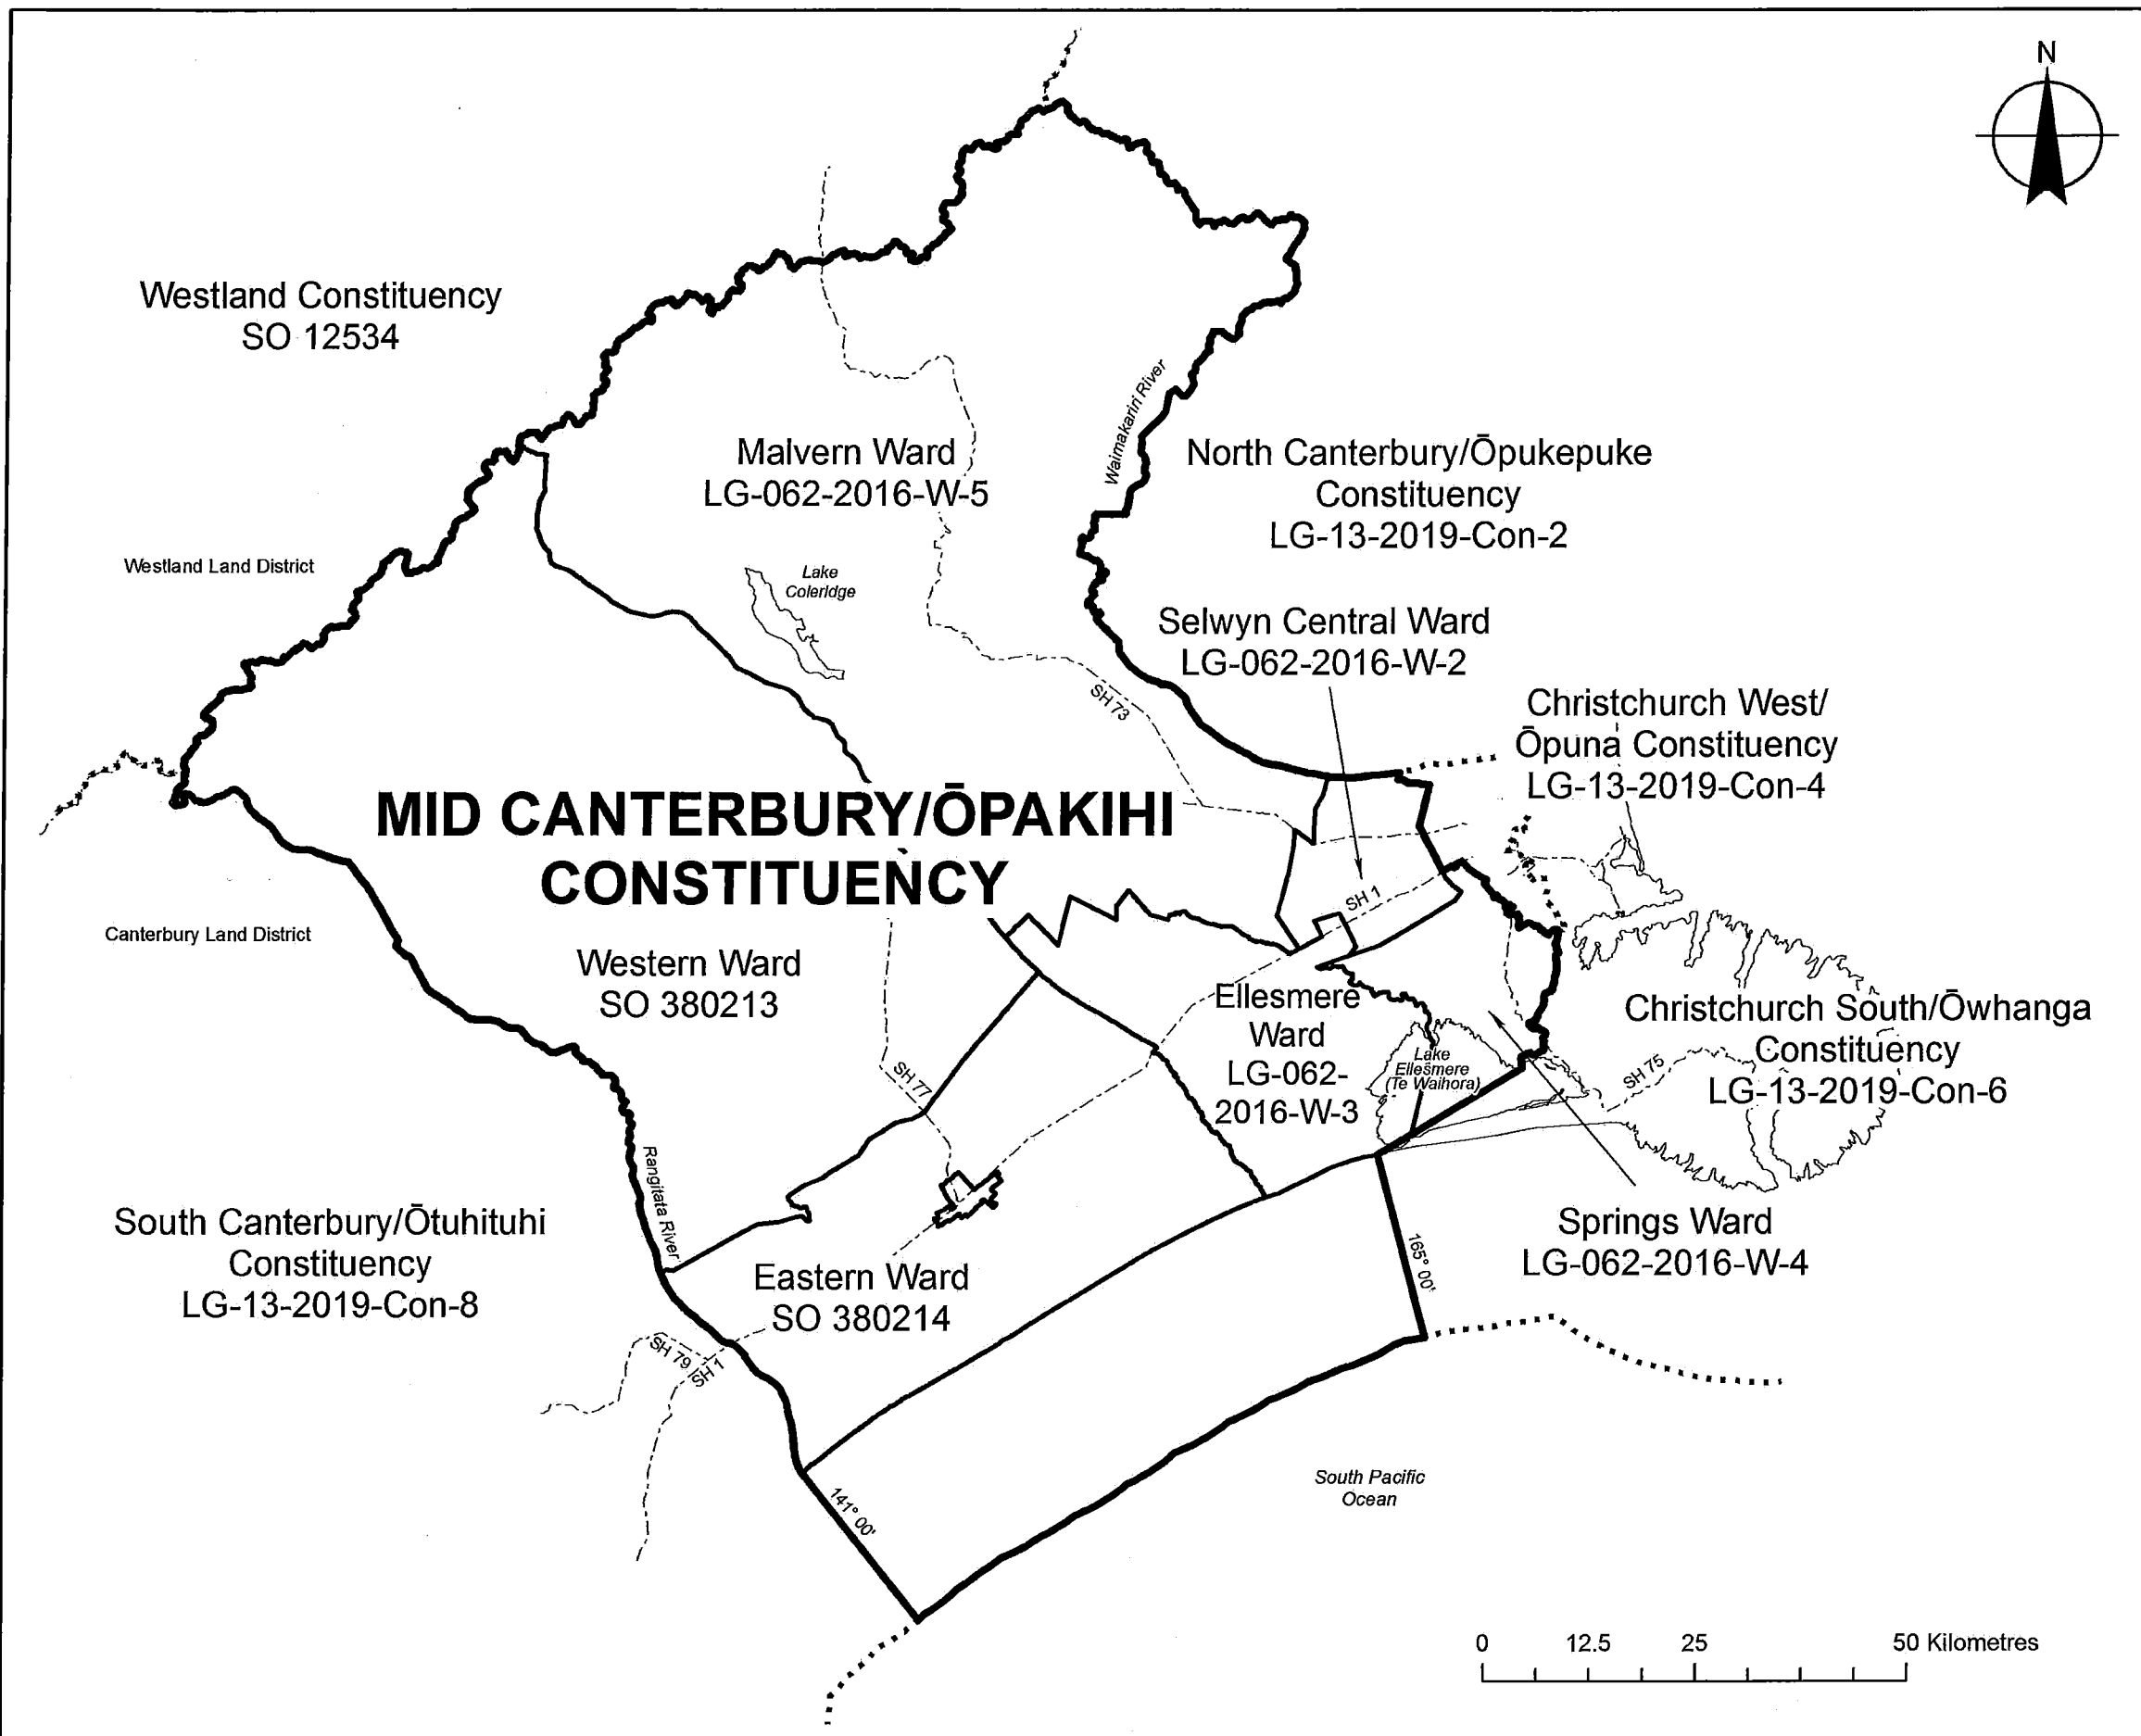 N
Westland Constituency
SO 12534
Malvern Ward
LG-062-2016-W-5
Waimakariri River
North Canterbury/Ōpukepuke
Constituency
LG-13-2019-Con-2
Westland Land District
Lake
Coleridge
Selwyn Central Ward
LG-062-2016-W-2
SH 73
Christchurch West/
Ōpuna Constituency
LG-13-2019-Con-4
MID CANTERBURY/ŌPAKIHI
CONSTITUENCY
SH 1
Canterbury Land District
Western Ward
SO 380213
Ellesmere
Ward
LG-062-
2016-W-3
Christchurch South/Ōwhanga
Constituency
LG-13-2019-Con-6
Lake
Ellesmere
(Te Waihora)
SH 75
SH 77
Rangitata River
South Canterbury/Ōtuhituhi
Constituency
LG-13-2019-Con-8
Eastern Ward
SO 380214
165° 00'
Springs Ward
LG-062-2016-W-4
SH 79
SH 1
141° 00'
South Pacific
Ocean
0 12.5 25 50 Kilometres